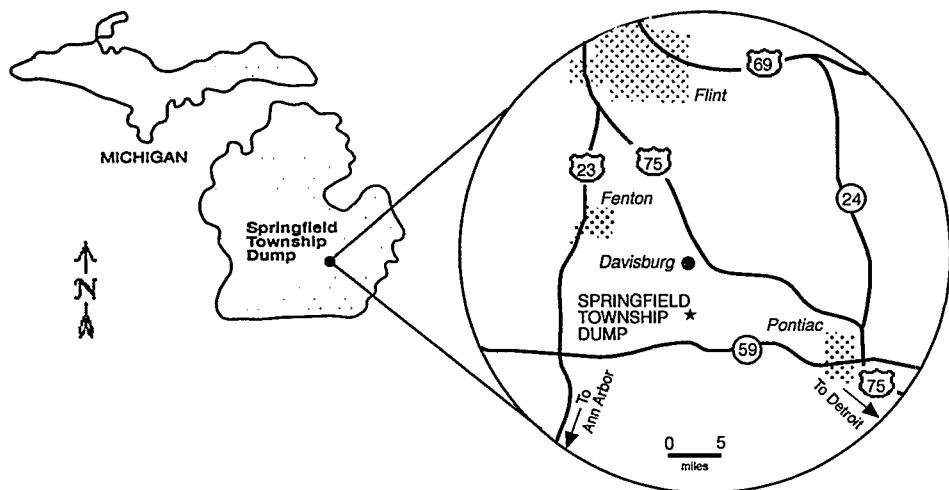 MICHIGAN
Springfield
Township
Dump
N
69
Flint
23
75
24
Fenton
Davisburg
SPRINGFIELD
TOWNSHIP
DUMP
Pontiac
59
75
To
Ann Arbor
To Detroit
0 5
miles